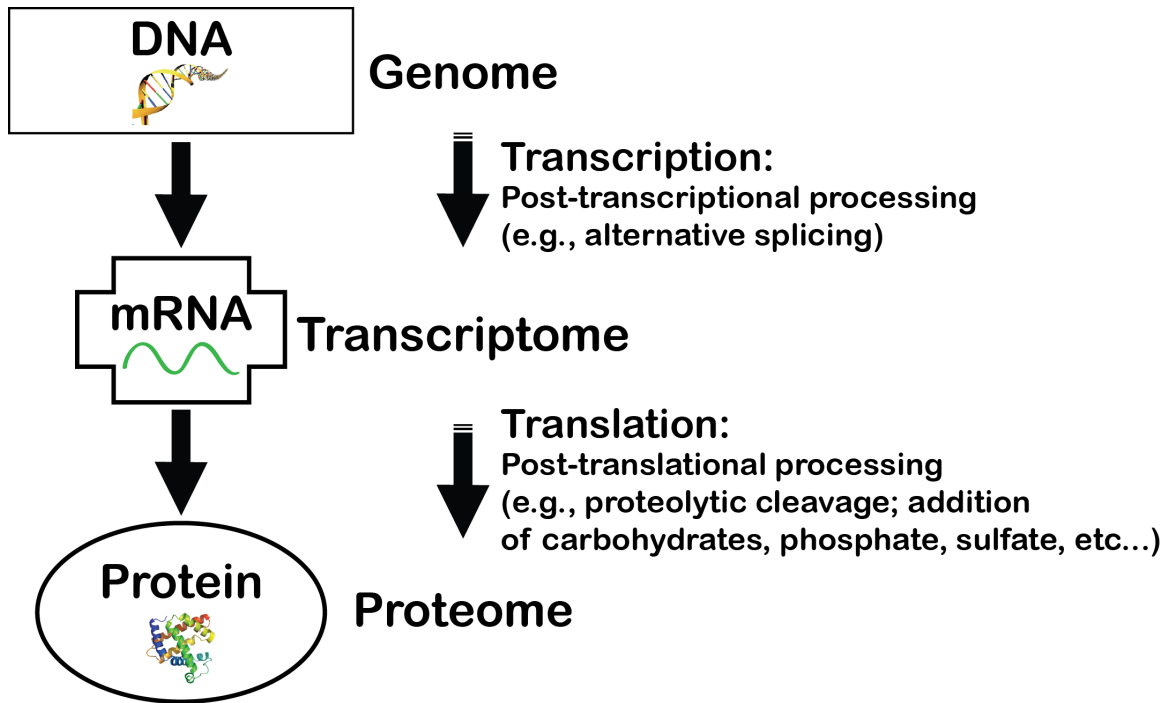 DNA
Genome
Transcription:
Post-transcriptional processing
(e.g., alternative splicing)
mRNA
Transcriptome
Translation:
Post-translational processing
(e.g., proteolytic cleavage; addition
of carbohydrates, phosphate, sulfate, etc...)
Protein
Proteome